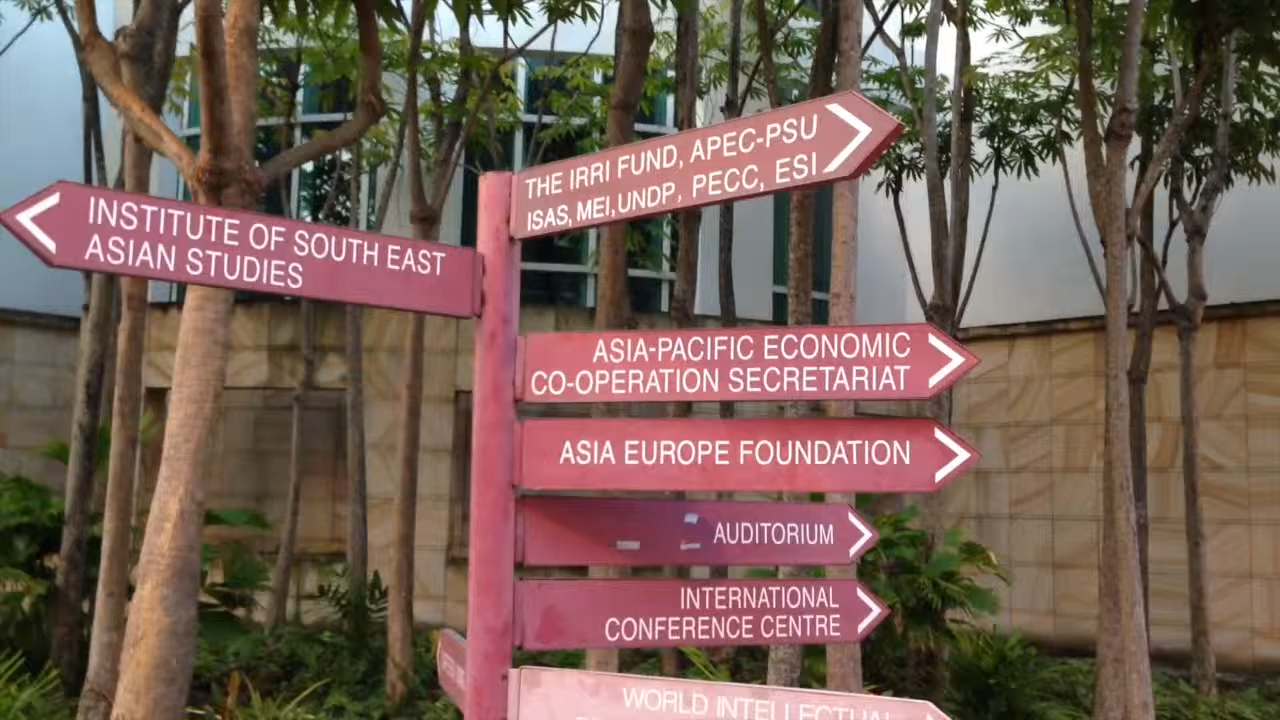 THE IRRI FUND, APEC-PSU
ISAS, MEI, UNDP, PECC, ESI
INSTITUTE OF SOUTH EAST
ASIAN STUDIES
ASIA-PACIFIC ECONOMIC
CO-OPERATION SECRETARIAT
ASIA EUROPE FOUNDATION
AUDITORIUM
INTERNATIONAL
CONFERENCE CENTRE
WORLD INTELLECTUAL